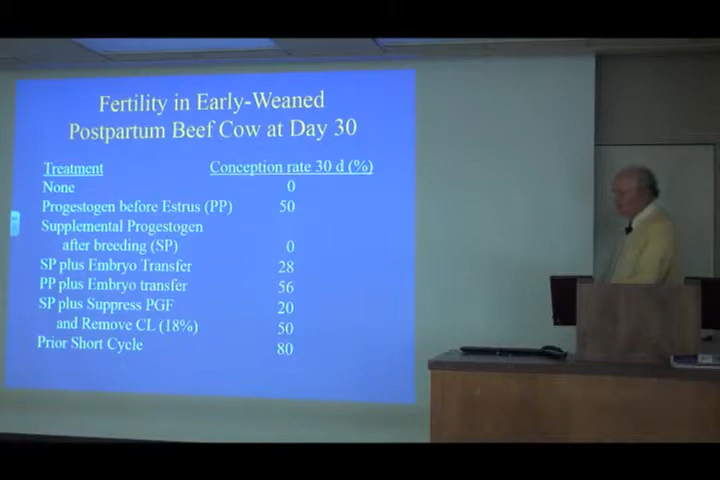 Fertility in Early-Weaned
Postpartum Beef Cow at Day 30
Treatment Conception rate 30 d (%)
None 0
Progestogen before Estrus (PP) 50
Supplemental Progestogen
after breeding (SP) 0
SP plus Embryo Transfer 28
PP plus Embryo transfer 56
SP plus Suppress PGF 20
and Remove CL (18%) 50
Prior Short Cycle 80